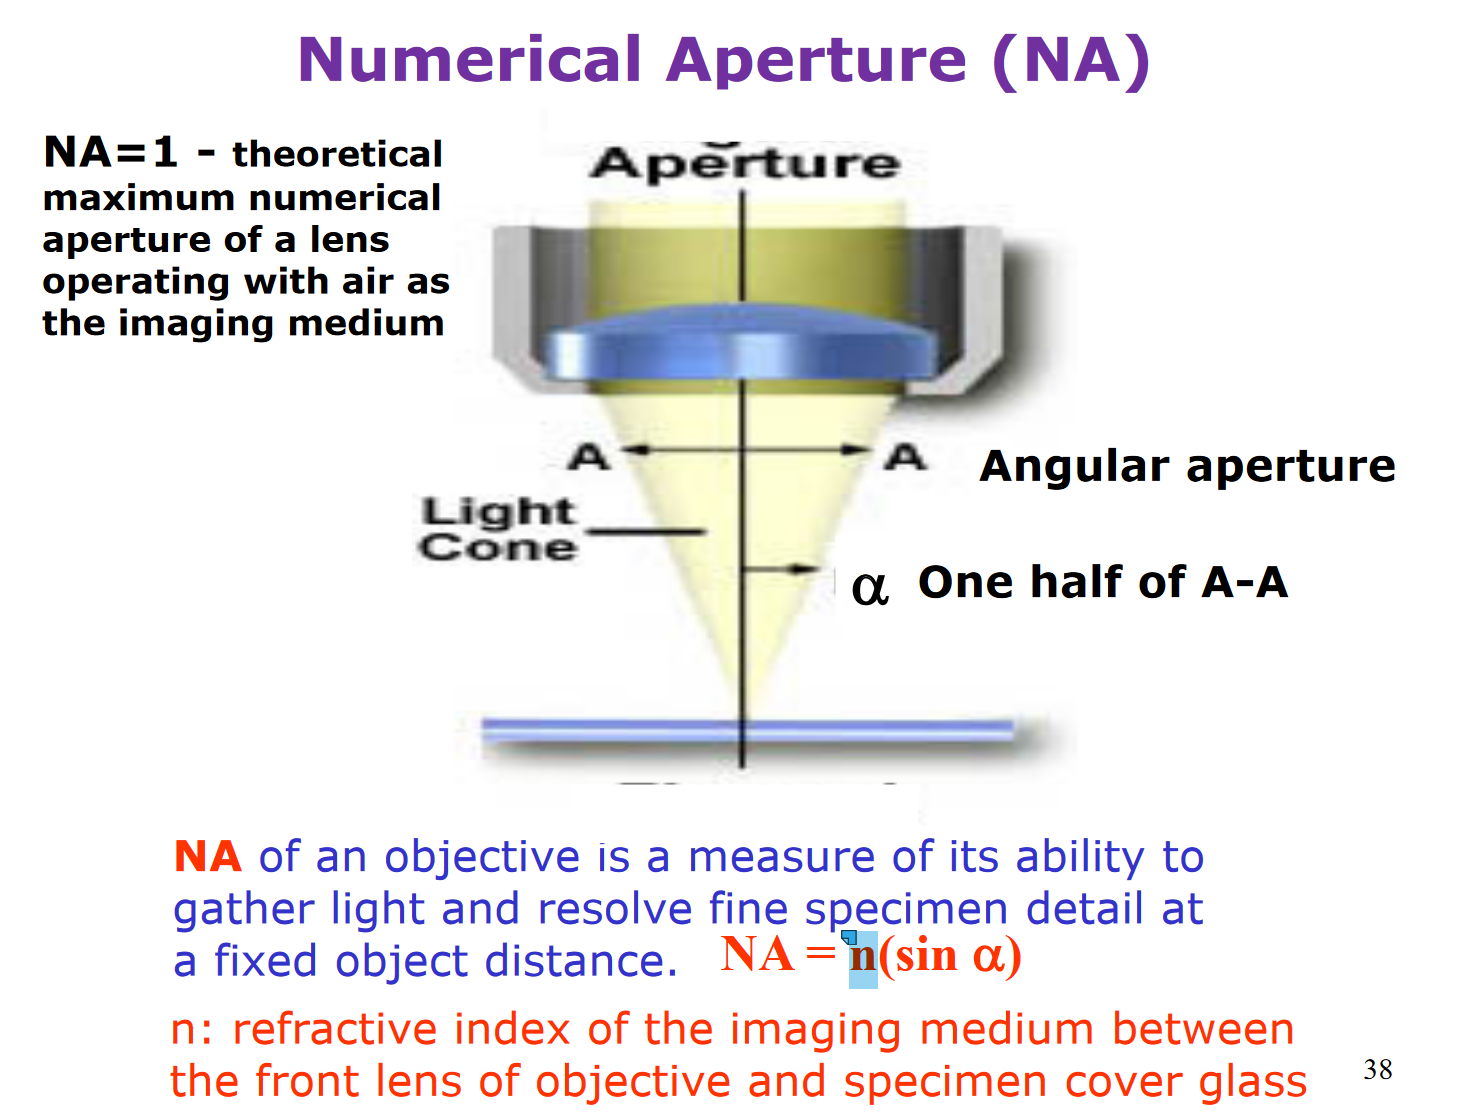 Numerical Aperture (NA)
NA=1 - theoretical
maximum numerical
aperture of a lens
operating with air as
the imaging medium
Aperture
A
A
Angular aperture
Light
Cone
α One half of A-A
NA of an objective is a measure of its ability to
gather light and resolve fine specimen detail at
a fixed object distance. NA = n(sin α)
n: refractive index of the imaging medium between
the front lens of objective and specimen cover glass
38